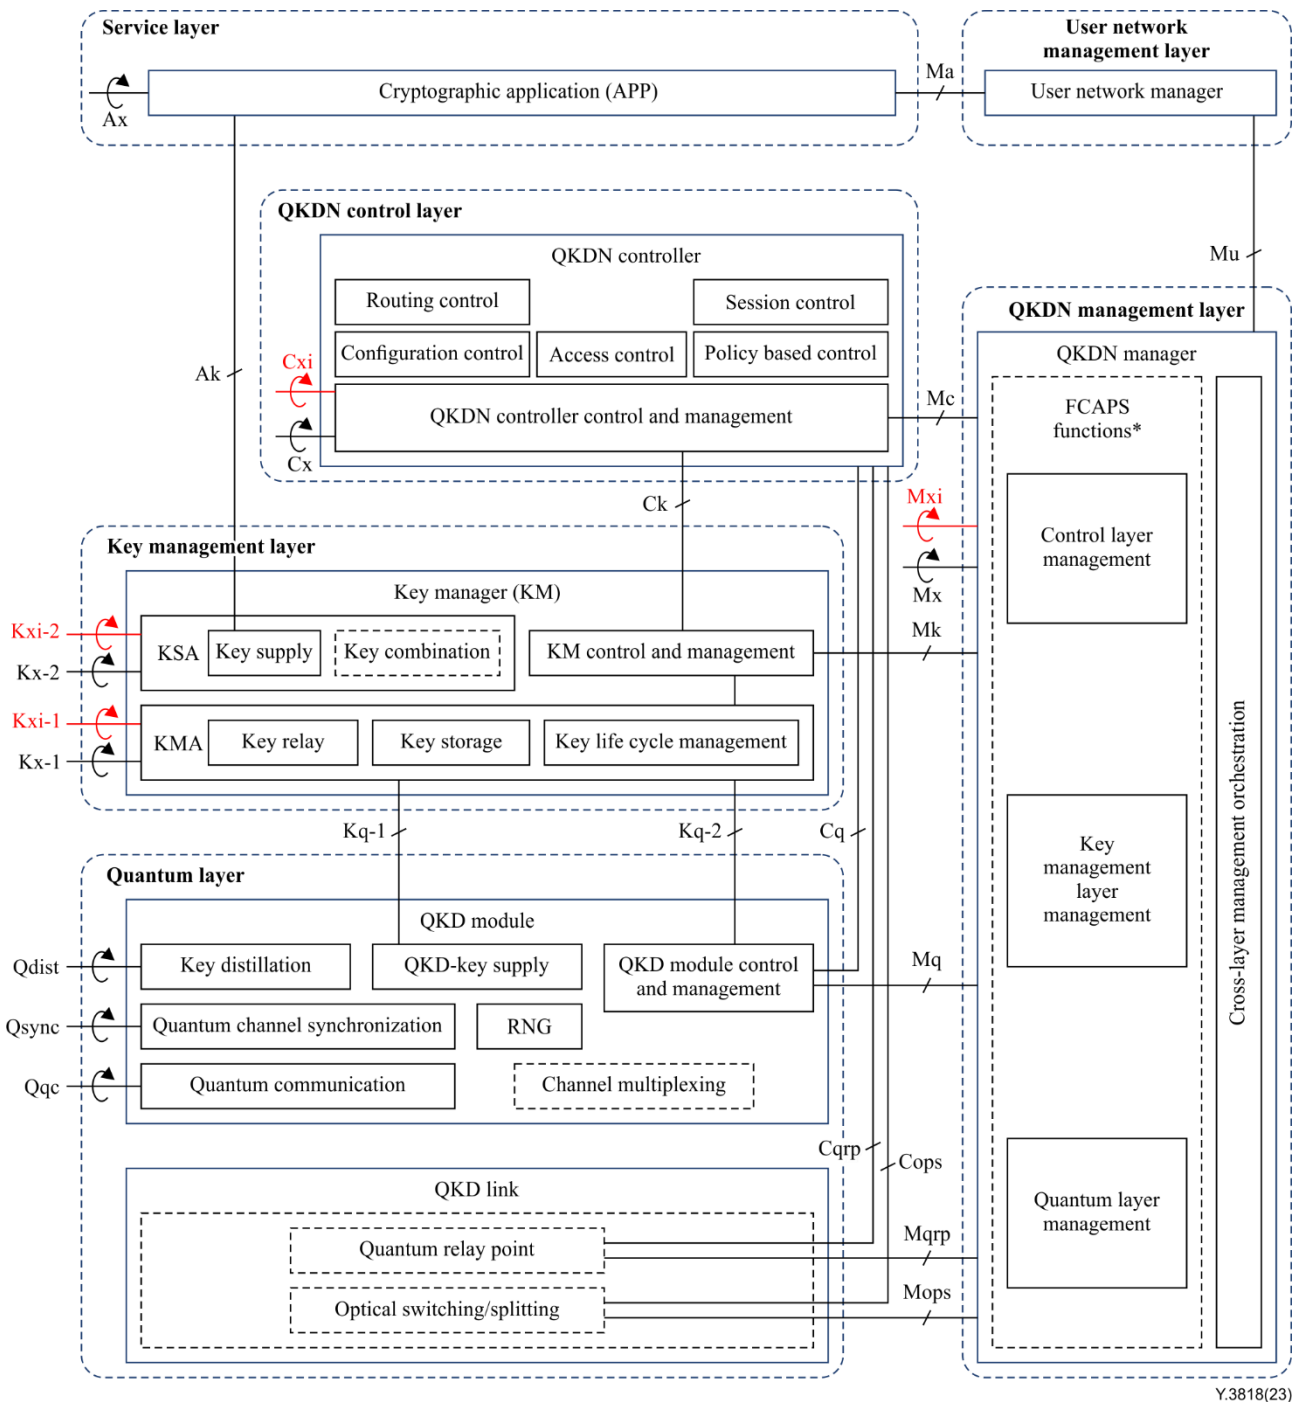 Service layer
User network
management layer
Cryptographic application (APP)
Ma
User network manager
Ax
QKDN control layer
QKDN controller
Mu
Routing control
Session control
QKDN management layer
Configuration control
Access control
Policy based control
QKDN manager
Cxi
Ak
QKDN controller control and management
Mc
FCAPS
functions*
Cx
Ck
Mxi
Key management layer
Control layer
management
Key manager (KM)
Mx
Kxi-2
Mk
KSA
Key supply
Key combination
KM control and management
Kx-2
Kxi-1
KMA
Key relay
Key storage
Key life cycle management
Kx-1
Cross-layer management orchestration
Kq-1
Kq-2
Cq
Key
management
layer
management
Quantum layer
QKD module
Qdist
Key distillation
QKD-key supply
QKD module control
and management
Mq
Qsync
Quantum channel synchronization
RNG
Qqc
Quantum communication
Channel multiplexing
Cqrp
Cops
QKD link
Quantum layer
management
Quantum relay point
Mqrp
Optical switching/splitting
Mops
Y.3818(23)